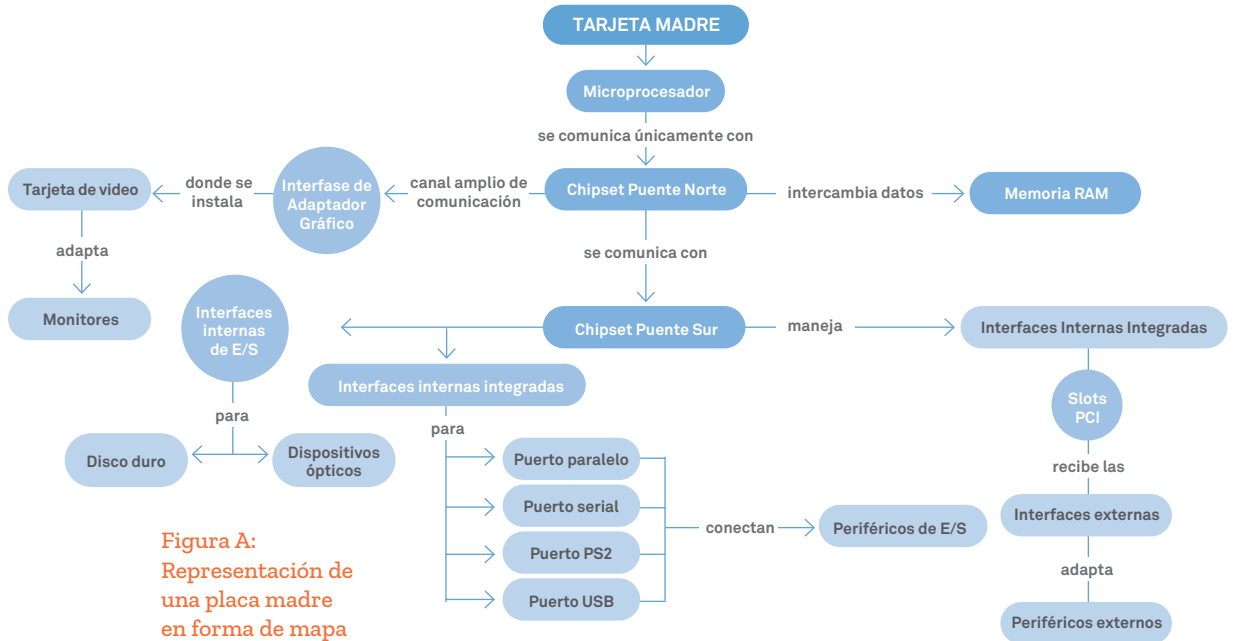 TARJETA MADRE
Microprocesador
se comunica únicamente con
Tarjeta de video
donde se
instala
Interfase de
Adaptador
Gráfico
canal amplio de
comunicación
Chipset Puente Norte
intercambia datos
Memoria RAM
adapta
se comunica con
Monitores
Interfaces
internas
de E/S
Chipset Puente Sur
maneja
Interfaces Internas Integradas
Interfaces internas integradas
Slots
PCI
para
para
Disco duro
Dispositivos
ópticos
Puerto paralelo
recibe las
Puerto serial
Interfaces externas
conectan
Periféricos de E/S
Puerto PS2
adapta
Puerto USB
Periféricos externos
Figura A:
Representación de
una placa madre
en forma de mapa